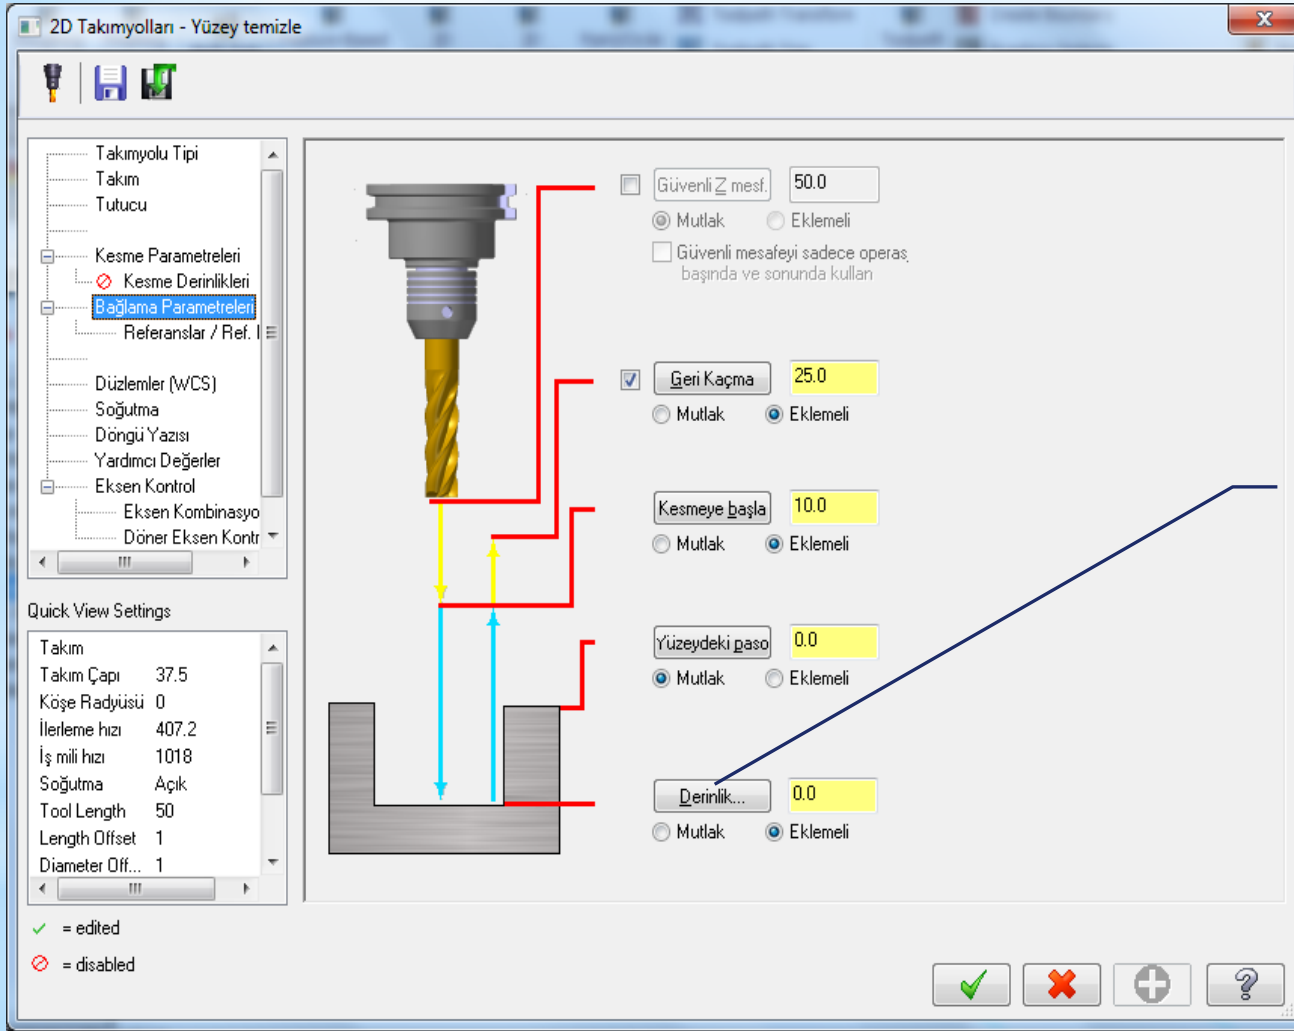 2D Takımyolları - Yüzey temizle
Takımyolu Tipi
Takım
Tutucu
Kesme Parametreleri
Kesme Derinlikleri
Bağlama Parametreleri
Referanslar / Ref.
Düzlemler (WCS)
Soğutma
Döngü Yazısı
Yardımcı Değerler
Eksen Kontrol
Eksen Kombinasyo
Döner Eksen Kontr
Quick View Settings
Takım
Takım Çapı 37.5
Köşe Radyüsü 0
İlerleme hızı 407.2
İş mili hızı 1018
Soğutma Açık
Tool Length 50
Length Offset 1
Diameter Off... 1
= edited
= disabled
Güvenli Z mesf. 50.0
Mutlak Eklemeli
Güvenli mesafeyi sadece operas
başında ve sonunda kullan
Geri Kaçma 25.0
Mutlak Eklemeli
Kesmeye başla 10.0
Mutlak Eklemeli
Yüzeydeki paso 0.0
Mutlak Eklemeli
Derinlik... 0.0
Mutlak Eklemeli